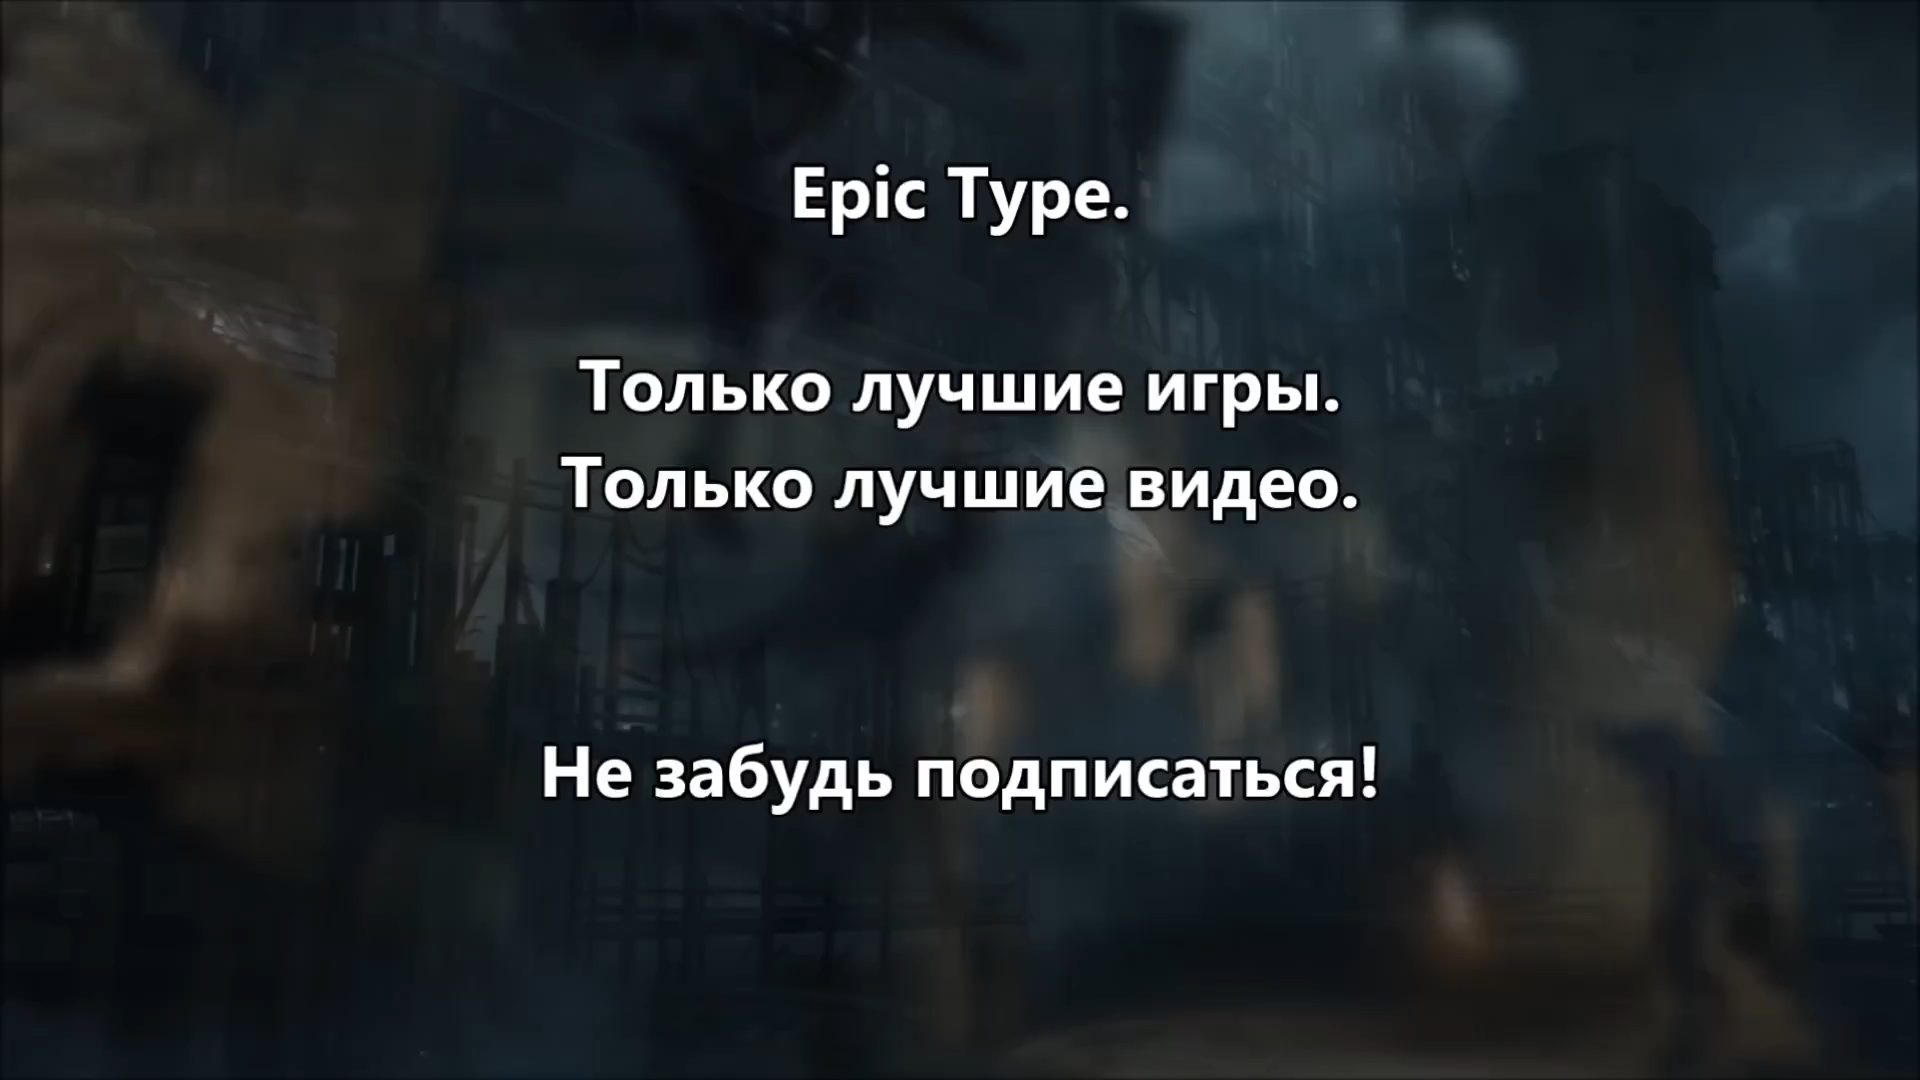 Epic Type.
Только лучшие игры.
Только лучшие видео.
Не забудь подписаться!